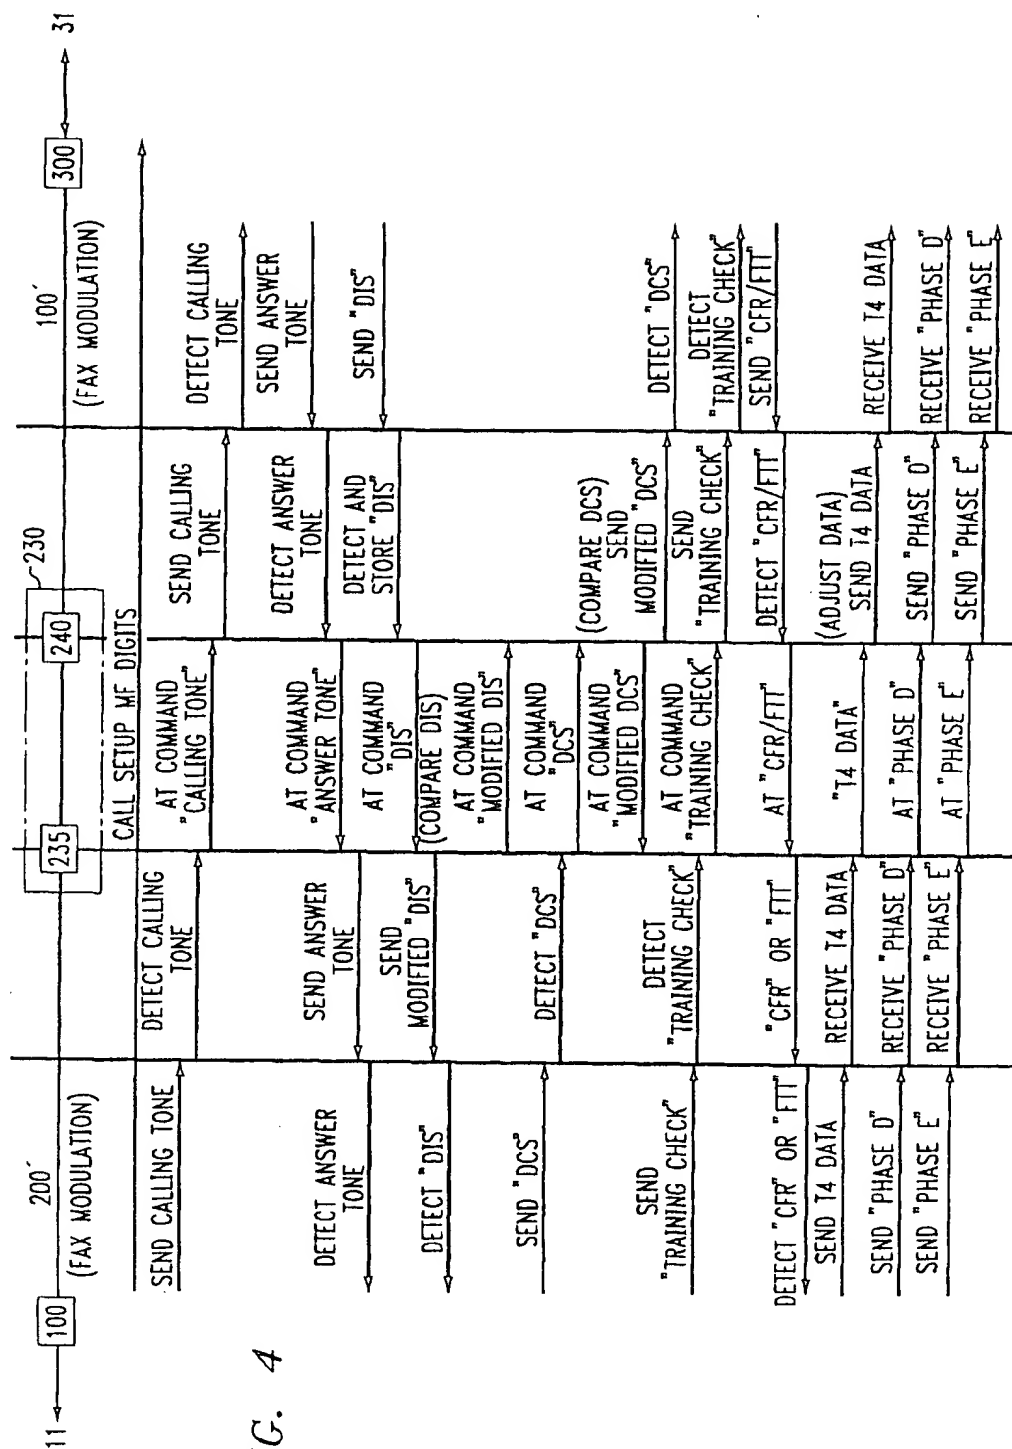 11
100
200'
(FAX MODULATION)
235
240
230
100'
(FAX MODULATION)
300
31
CALL SETUP MF DIGITS
SEND CALLING TONE
DETECT CALLING
TONE
AT COMMAND
"CALLING TONE"
SEND CALLING
TONE
DETECT CALLING
TONE
DETECT ANSWER
TONE
SEND ANSWER
TONE
AT COMMAND
"ANSWER TONE"
DETECT ANSWER
TONE
SEND ANSWER
TONE
DETECT "DIS"
SEND
MODIFIED "DIS"
AT COMMAND
"DIS"
(COMPARE DIS)
DETECT AND
STORE "DIS"
SEND "DIS"
AT COMMAND
"MODIFIED DIS"
SEND "DCS"
DETECT "DCS"
AT COMMAND
"DCS"
AT COMMAND
"MODIFIED DCS"
(COMPARE DCS)
SEND
MODIFIED "DCS"
DETECT "DCS"
SEND
"TRAINING CHECK"
DETECT
"TRAINING CHECK"
AT COMMAND
"TRAINING CHECK"
SEND
"TRAINING CHECK"
DETECT
"TRAINING CHECK"
DETECT "CFR" OR "FTT"
"CFR" OR "FTT"
AT "CFR/FTT"
DETECT "CFR/FTT"
SEND "CFR/FTT"
SEND T4 DATA
RECEIVE T4 DATA
"T4 DATA"
(ADJUST DATA)
SEND T4 DATA
RECEIVE T4 DATA
SEND "PHASE D"
RECEIVE "PHASE D"
AT "PHASE D"
SEND "PHASE D"
RECEIVE "PHASE D"
SEND "PHASE E"
RECEIVE "PHASE E"
AT "PHASE E"
SEND "PHASE E"
RECEIVE "PHASE E"
G. 4